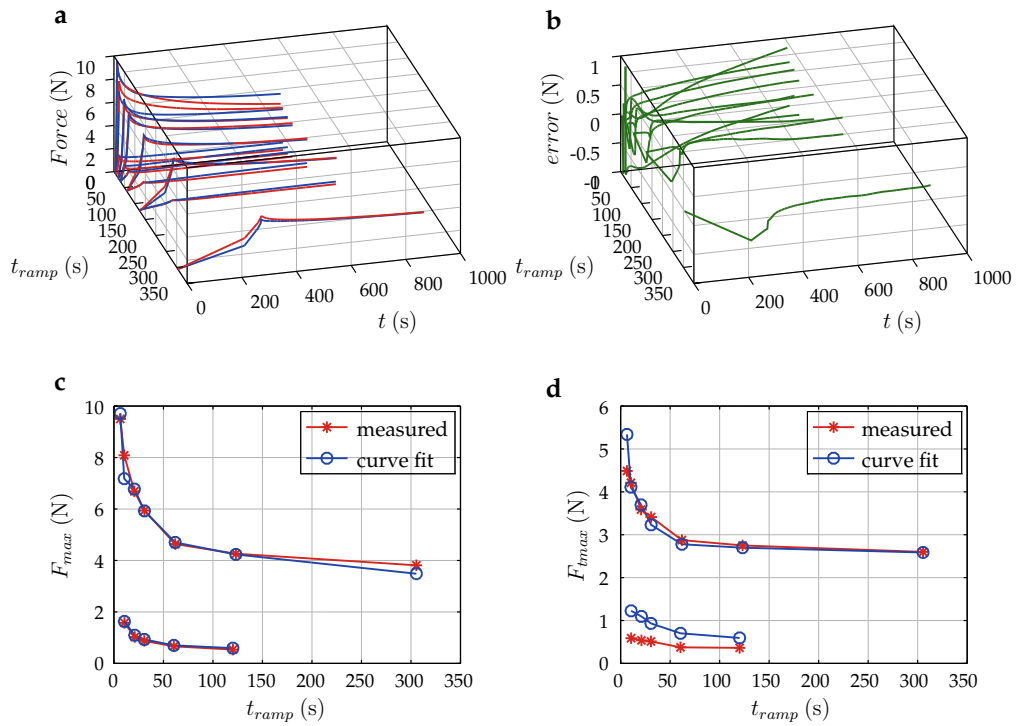 a
10
8
6
4
2
0
Force (N)
0
50
100
150
200
250
300
350
t_ramp (s)
0
200
400
600
800
1000
t (s)
b
1
0.5
0
-0.5
-1
error (N)
0
50
100
150
200
250
300
350
t_ramp (s)
0
200
400
600
800
1000
t (s)
c
10
8
6
4
2
0
F_max (N)
measured
curve fit
0 50 100 150 200 250 300 350
t_ramp (s)
d
6
5
4
3
2
1
0
F_tmax (N)
measured
curve fit
0 50 100 150 200 250 300 350
t_ramp (s)